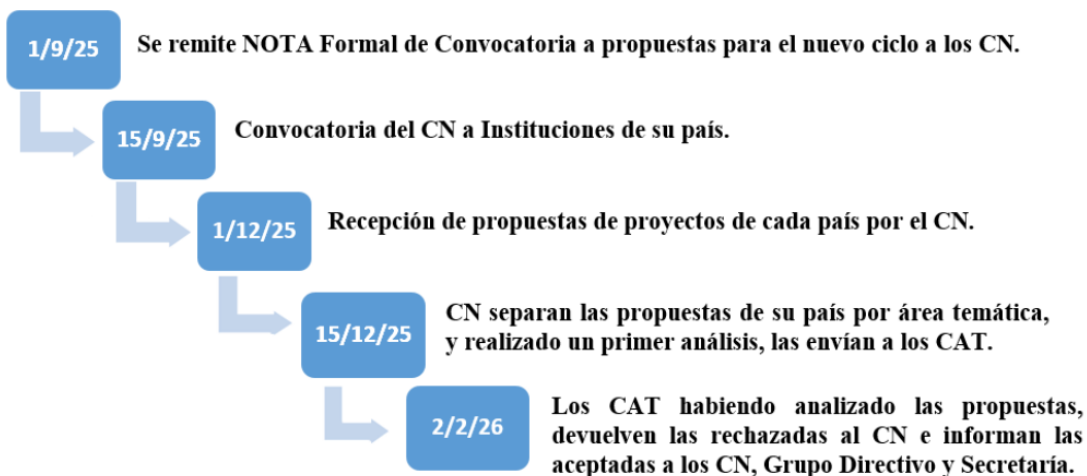 1/9/25
Se remite NOTA Formal de Convocatoria a propuestas para el nuevo ciclo a los CN.
15/9/25
Convocatoria del CN a Instituciones de su país.
1/12/25
Recepción de propuestas de proyectos de cada país por el CN.
15/12/25
CN separan las propuestas de su país por área temática,
y realizado un primer análisis, las envían a los CAT.
2/2/26
Los CAT habiendo analizado las propuestas,
devuelven las rechazadas al CN e informan las
aceptadas a los CN, Grupo Directivo y Secretaría.